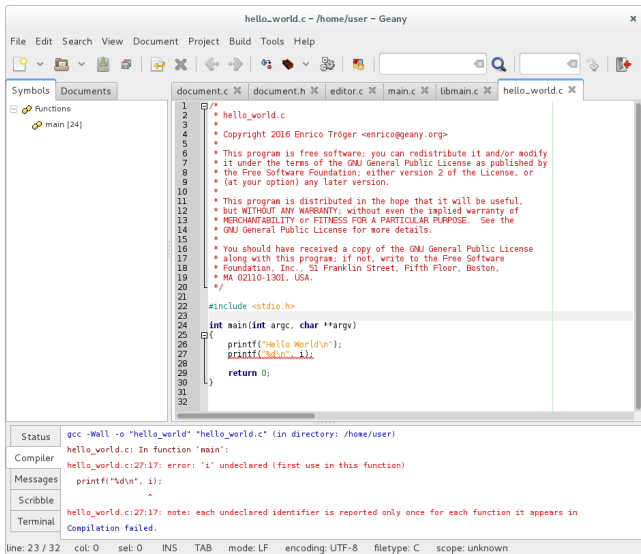 hello_world.c - /home/user - Geany
File Edit Search View Document Project Build Tools Help
Symbols Documents
document.c document.h editor.c main.c libmain.c hello_world.c
Functions
main [24]
1 /*
2 * hello_world.c
3 *
4 * Copyright 2016 Enrico Tröger <enrico@geany.org>
5 *
6 * This program is free software; you can redistribute it and/or modify
7 * it under the terms of the GNU General Public License as published by
8 * the Free Software Foundation; either version 2 of the License, or
9 * (at your option) any later version.
10 *
11 * This program is distributed in the hope that it will be useful,
12 * but WITHOUT ANY WARRANTY; without even the implied warranty of
13 * MERCHANTABILITY or FITNESS FOR A PARTICULAR PURPOSE.  See the
14 * GNU General Public License for more details.
15 *
16 * You should have received a copy of the GNU General Public License
17 * along with this program; if not, write to the Free Software
18 * Foundation, Inc., 51 Franklin Street, Fifth Floor, Boston,
19 * MA 02110-1301, USA.
20 */
21
22 #include <stdio.h>
23
24 int main(int argc, char **argv)
25 {
26 printf("Hello World\n");
27 printf("%d\n", i);
28
29 return 0;
30 }
31
32
Status
Compiler
Messages
Scribble
Terminal
gcc -Wall -o "hello_world" "hello_world.c" (in directory: /home/user)
hello_world.c: In function 'main':
hello_world.c:27:17: error: 'i' undeclared (first use in this function)
printf("%d\n", i);
^
hello_world.c:27:17: note: each undeclared identifier is reported only once for each function it appears in
Compilation failed.
line: 23 / 32 col: 0 sel: 0 INS TAB mode: LF encoding: UTF-8 filetype: C scope: unknown